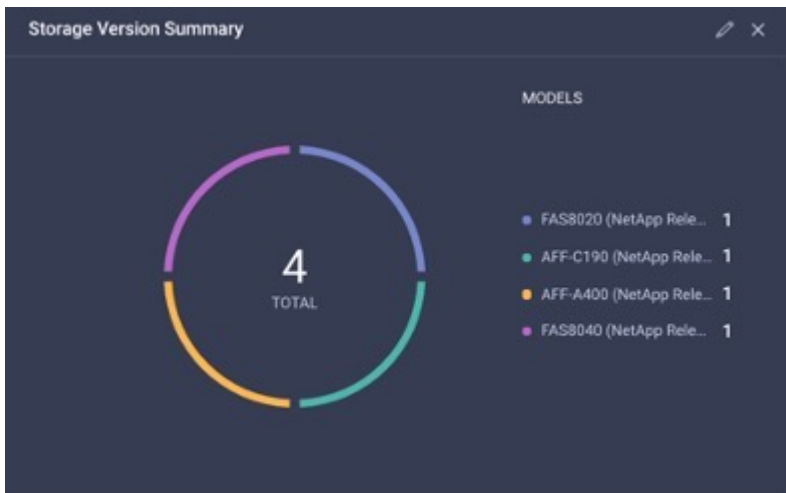 Storage Version Summary
MODELS
FAS8020 (NetApp Rele... 1
AFF-C190 (NetApp Rele... 1
AFF-A400 (NetApp Rele... 1
FAS8040 (NetApp Rele... 1
4
TOTAL